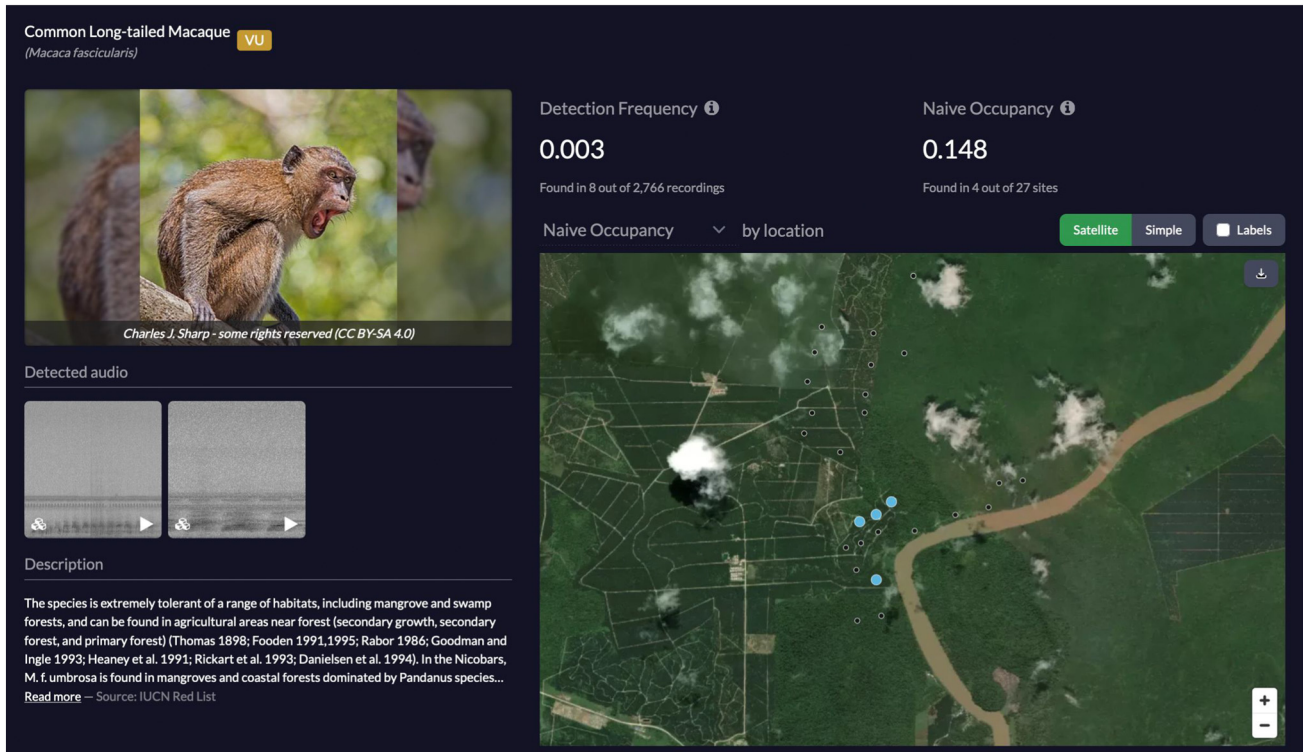 Common Long-tailed Macaque VU
(Macaca fascicularis)
Charles J. Sharp - some rights reserved (CC BY-SA 4.0)
Detected audio
Description
The species is extremely tolerant of a range of habitats, including mangrove and swamp
forests, and can be found in agricultural areas near forest (secondary growth, secondary
forest, and primary forest) (Thomas 1898; Fooden 1991,1995; Rabor 1986; Goodman and
Ingle 1993; Heaney et al. 1991; Rickart et al. 1993; Danielsen et al. 1994). In the Nicobars,
M. f. umbrosa is found in mangroves and coastal forests dominated by Pandanus species...
Read more — Source: IUCN Red List
Detection Frequency
0.003
Found in 8 out of 2,766 recordings
Naive Occupancy
0.148
Found in 4 out of 27 sites
Naive Occupancy by location
Satellite Simple Labels
+
−